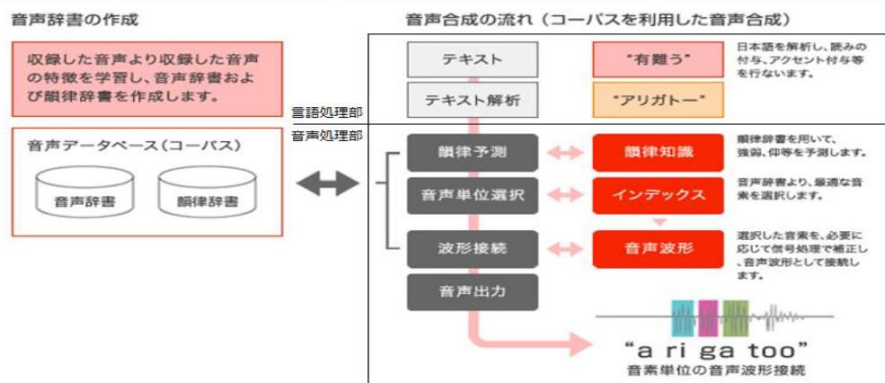 音声辞書の作成
収録した音声より収録した音声
の特徴を学習し、音声辞書およ
び韻律辞書を作成します。
言語処理部
音声処理部
音声データベース（コーパス）
音声辞書
韻律辞書
音声合成の流れ（コーパスを利用した音声合成）
テキスト
"有難う"
日本語を解析し、読みの
付与、アクセント付与等
を行ないます。
テキスト解析
"アリガトー"
韻律予測
韻律知識
韻律辞書を用いて、
強弱、仰等を予測します。
音声単位選択
インデックス
音声辞書より、最適な音
素を選択します。
波形接続
音声波形
選択した音素を、必要に
応じて信号処理で補正し
、音声波形として接続し
ます。
音声出力
"a ri ga too"
音素単位の音声波形接続